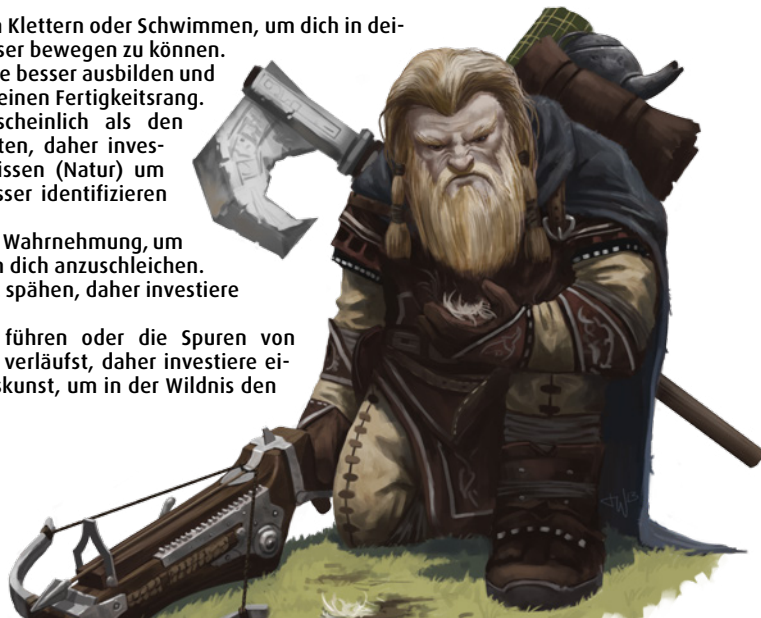 Klettern oder Schwimmen, um dich in dei-
ser bewegen zu können.
e besser ausbilden und
einen Fertigkeitsrang.
scheinlich als den
ten, daher inves-
issen (Natur) um
sser identifizieren
Wahrnehmung, um
dich anzuschleichen.
spähen, daher investiere
führen oder die Spuren von
verläufst, daher investiere ei-
skunst, um in der Wildnis den